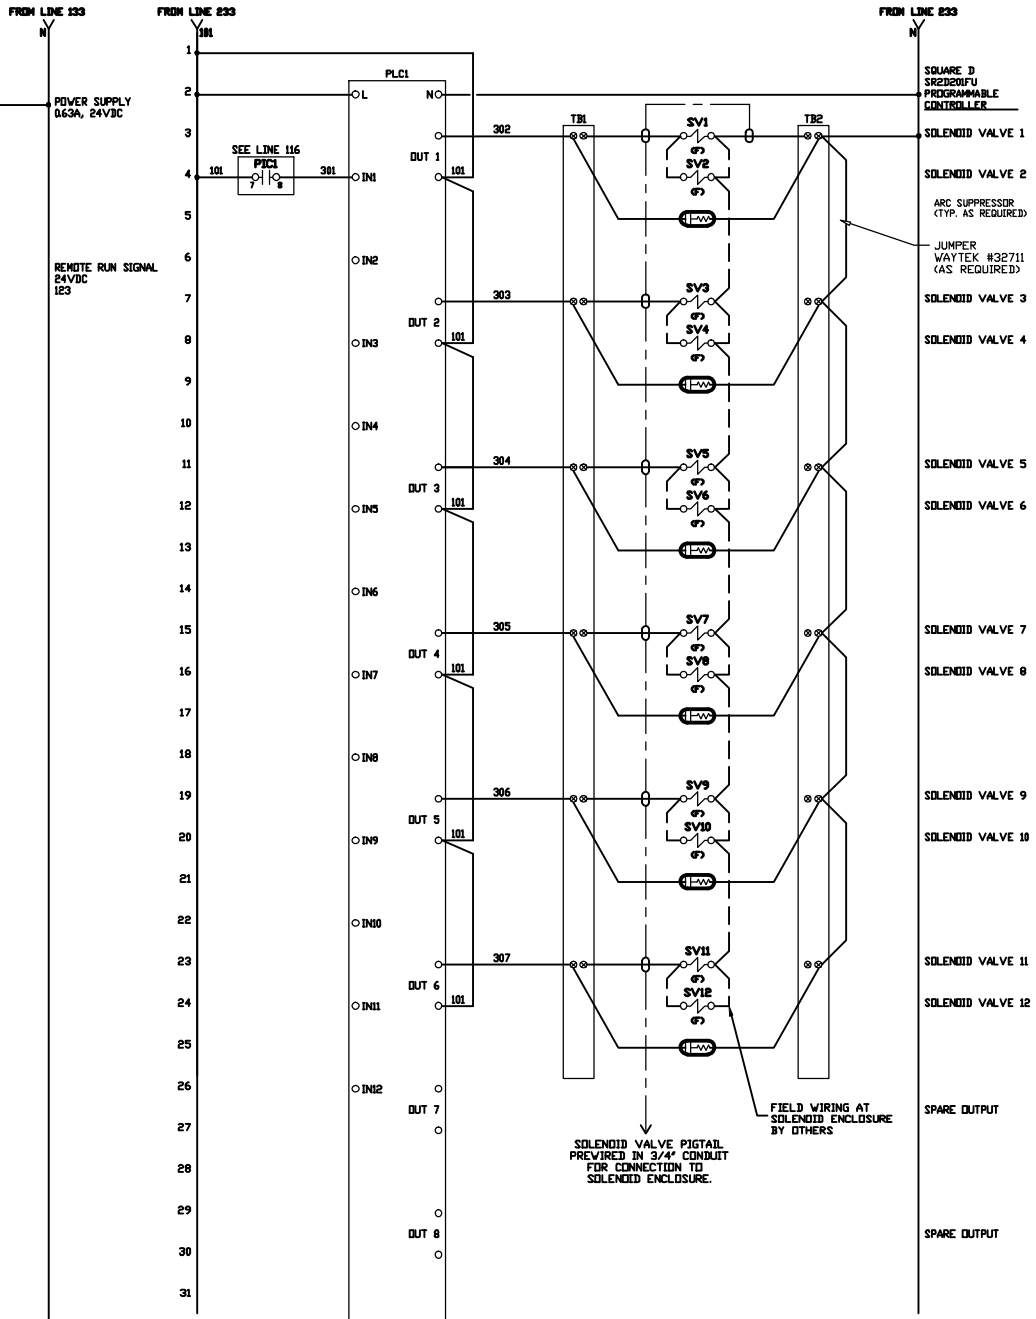 FROM LINE 133
N
FROM LINE 233
101
FROM LINE 233
N
POWER SUPPLY
0.63A, 24VDC
REMOTE RUN SIGNAL
24VDC
123
1
2
3
4
5
6
7
8
9
10
11
12
13
14
15
16
17
18
19
20
21
22
23
24
25
26
27
28
29
30
31
SEE LINE 116
PIC1
101
7
8
301
PLC1
L
N
IN1
IN2
IN3
IN4
IN5
IN6
IN7
IN8
IN9
IN10
IN11
IN12
OUT 1
OUT 2
OUT 3
OUT 4
OUT 5
OUT 6
OUT 7
OUT 8
101
101
101
101
101
101
302
303
304
305
306
307
TB1
TB2
SV1
(F)
SV2
(F)
SV3
(F)
SV4
(F)
SV5
(F)
SV6
(F)
SV7
(F)
SV8
(F)
SV9
(F)
SV10
(F)
SV11
(F)
SV12
(F)
SQUARE D
SR2D201FU
PROGRAMMABLE
CONTROLLER
SOLENOID VALVE 1
SOLENOID VALVE 2
ARC SUPPRESSOR
(TYP. AS REQUIRED)
JUMPER
WAYTEK #32711
(AS REQUIRED)
SOLENOID VALVE 3
SOLENOID VALVE 4
SOLENOID VALVE 5
SOLENOID VALVE 6
SOLENOID VALVE 7
SOLENOID VALVE 8
SOLENOID VALVE 9
SOLENOID VALVE 10
SOLENOID VALVE 11
SOLENOID VALVE 12
SPARE OUTPUT
SPARE OUTPUT
FIELD WIRING AT
SOLENOID ENCLOSURE
BY OTHERS
SOLENOID VALVE PIGTAIL
PREWIRED IN 3/4" CONDUIT
FOR CONNECTION TO
SOLENOID ENCLOSURE.